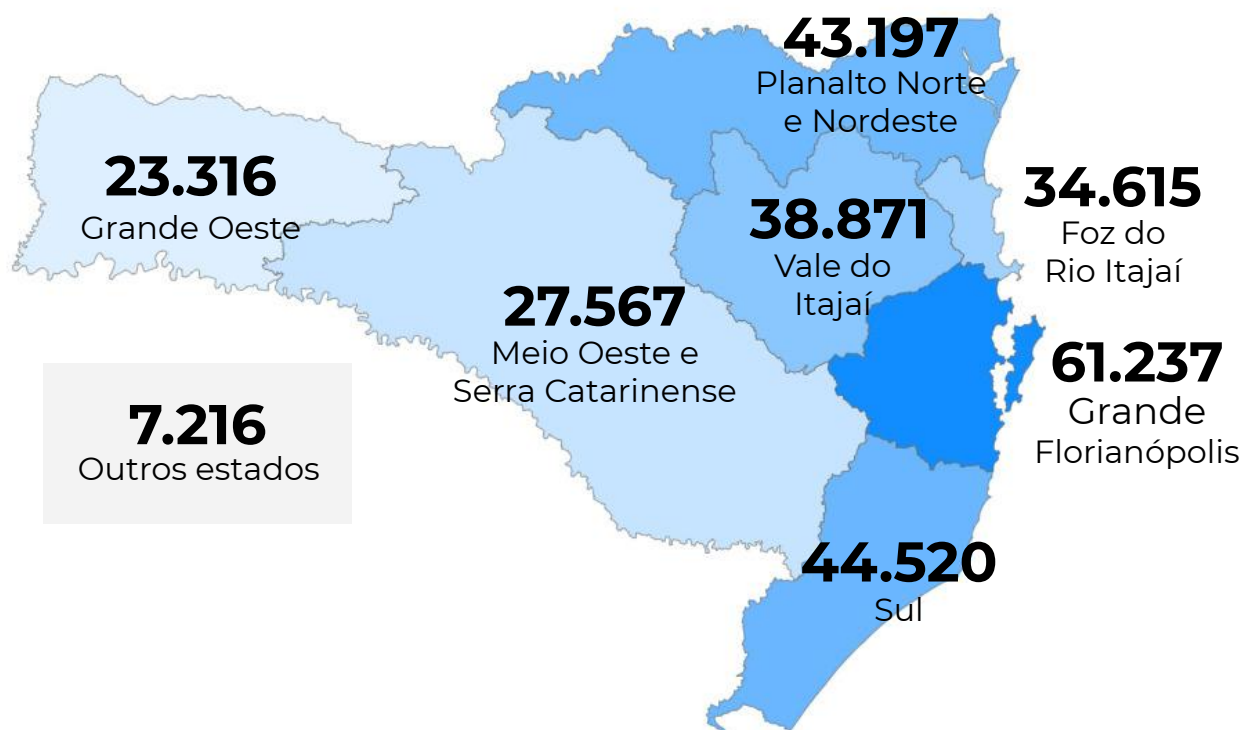 43.197
Planalto Norte
e Nordeste
23.316
Grande Oeste
38.871
Vale do
Itajaí
34.615
Foz do
Rio Itajaí
27.567
Meio Oeste e
Serra Catarinense
61.237
Grande
Florianópolis
7.216
Outros estados
44.520
Sul